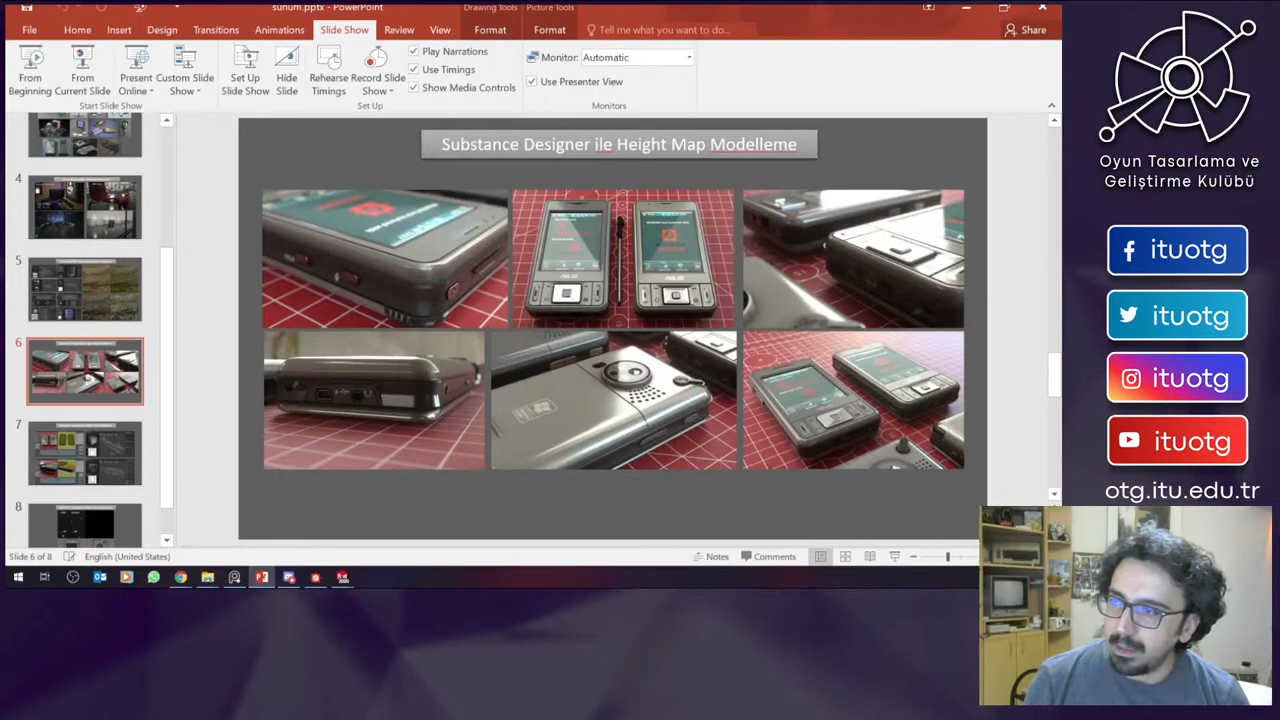 sunum.pptx - PowerPoint
Drawing Tools
Picture Tools
File
Home
Insert
Design
Transitions
Animations
Slide Show
Review
View
Format
Format
Tell me what you want to do...
Share
From Beginning
From Current Slide
Present Online
Custom Slide Show
Set Up Slide Show
Hide Slide
Rehearse Timings
Record Slide Show
Play Narrations
Use Timings
Show Media Controls
Monitor: Automatic
Use Presenter View
Start Slide Show
Set Up
Monitors
4
5
6
7
8
Substance Designer ile Height Map Modelleme
ASUS
ASUS
Slide 6 of 8
English (United States)
Notes
Comments
Oyun Tasarlama ve
Geliştirme Kulübü
ituotg
ituotg
ituotg
ituotg
otg.itu.edu.tr